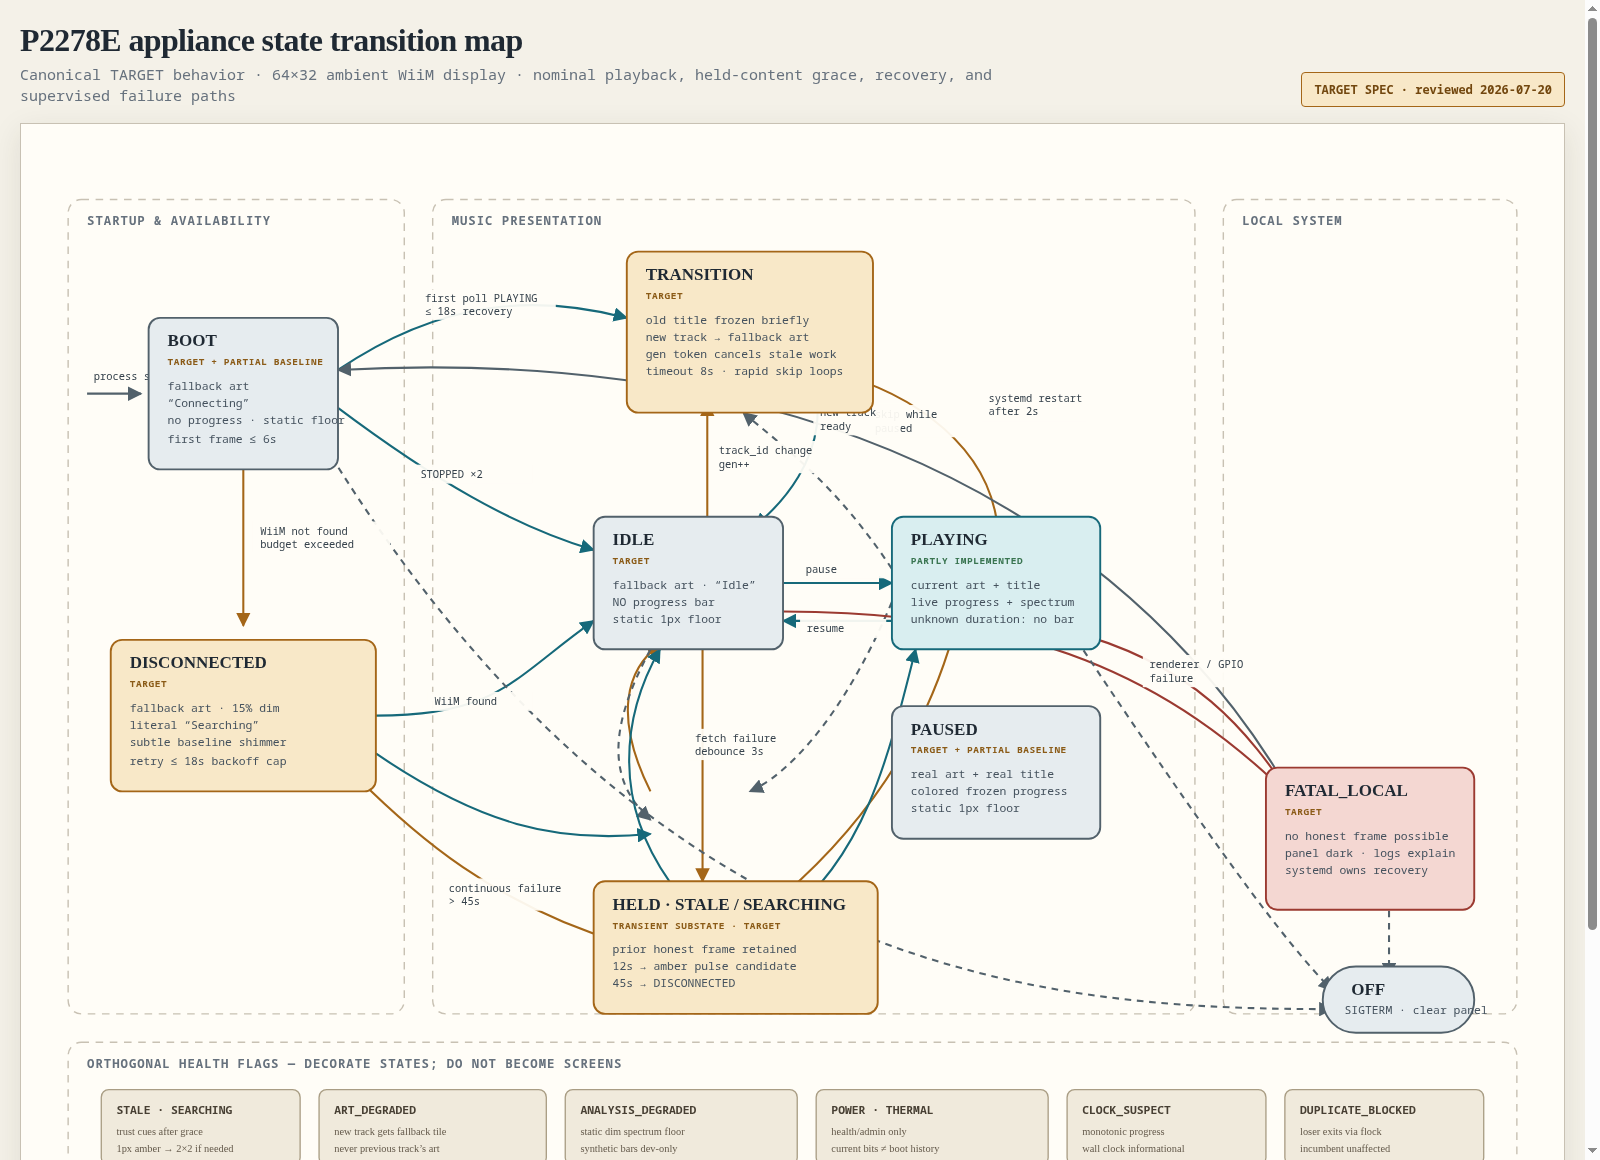 P2278E appliance state transition map
Canonical TARGET behavior · 64×32 ambient WiiM display · nominal playback, held-content grace, recovery, and
supervised failure paths
TARGET SPEC · reviewed 2026-07-20
STARTUP & AVAILABILITY
MUSIC PRESENTATION
LOCAL SYSTEM
TRANSITION
TARGET
old title frozen briefly
new track → fallback art
gen token cancels stale work
timeout 8s · rapid skip loops
first poll PLAYING
≤ 18s recovery
BOOT
TARGET + PARTIAL BASELINE
fallback art
“Connecting”
no progress · static floor
first frame ≤ 6s
process s
systemd restart
after 2s
new track
ready
while
paused
track_id change
gen++
STOPPED ×2
WiiM not found
budget exceeded
IDLE
TARGET
fallback art · “Idle”
NO progress bar
static 1px floor
pause
resume
PLAYING
PARTLY IMPLEMENTED
current art + title
live progress + spectrum
unknown duration: no bar
DISCONNECTED
TARGET
fallback art · 15% dim
literal “Searching”
subtle baseline shimmer
retry ≤ 18s backoff cap
WiiM found
renderer / GPIO
failure
fetch failure
debounce 3s
PAUSED
TARGET + PARTIAL BASELINE
real art + real title
colored frozen progress
static 1px floor
FATAL_LOCAL
TARGET
no honest frame possible
panel dark · logs explain
systemd owns recovery
continuous failure
> 45s
HELD · STALE / SEARCHING
TRANSIENT SUBSTATE · TARGET
prior honest frame retained
12s → amber pulse candidate
45s → DISCONNECTED
OFF
SIGTERM · clear panel
ORTHOGONAL HEALTH FLAGS — DECORATE STATES; DO NOT BECOME SCREENS
STALE · SEARCHING
trust cues after grace
1px amber → 2×2 if needed
ART_DEGRADED
new track gets fallback tile
never previous track’s art
ANALYSIS_DEGRADED
static dim spectrum floor
synthetic bars dev-only
POWER · THERMAL
health/admin only
current bits ≠ boot history
CLOCK_SUSPECT
monotonic progress
wall clock informational
DUPLICATE_BLOCKED
loser exits via flock
incumbent unaffected